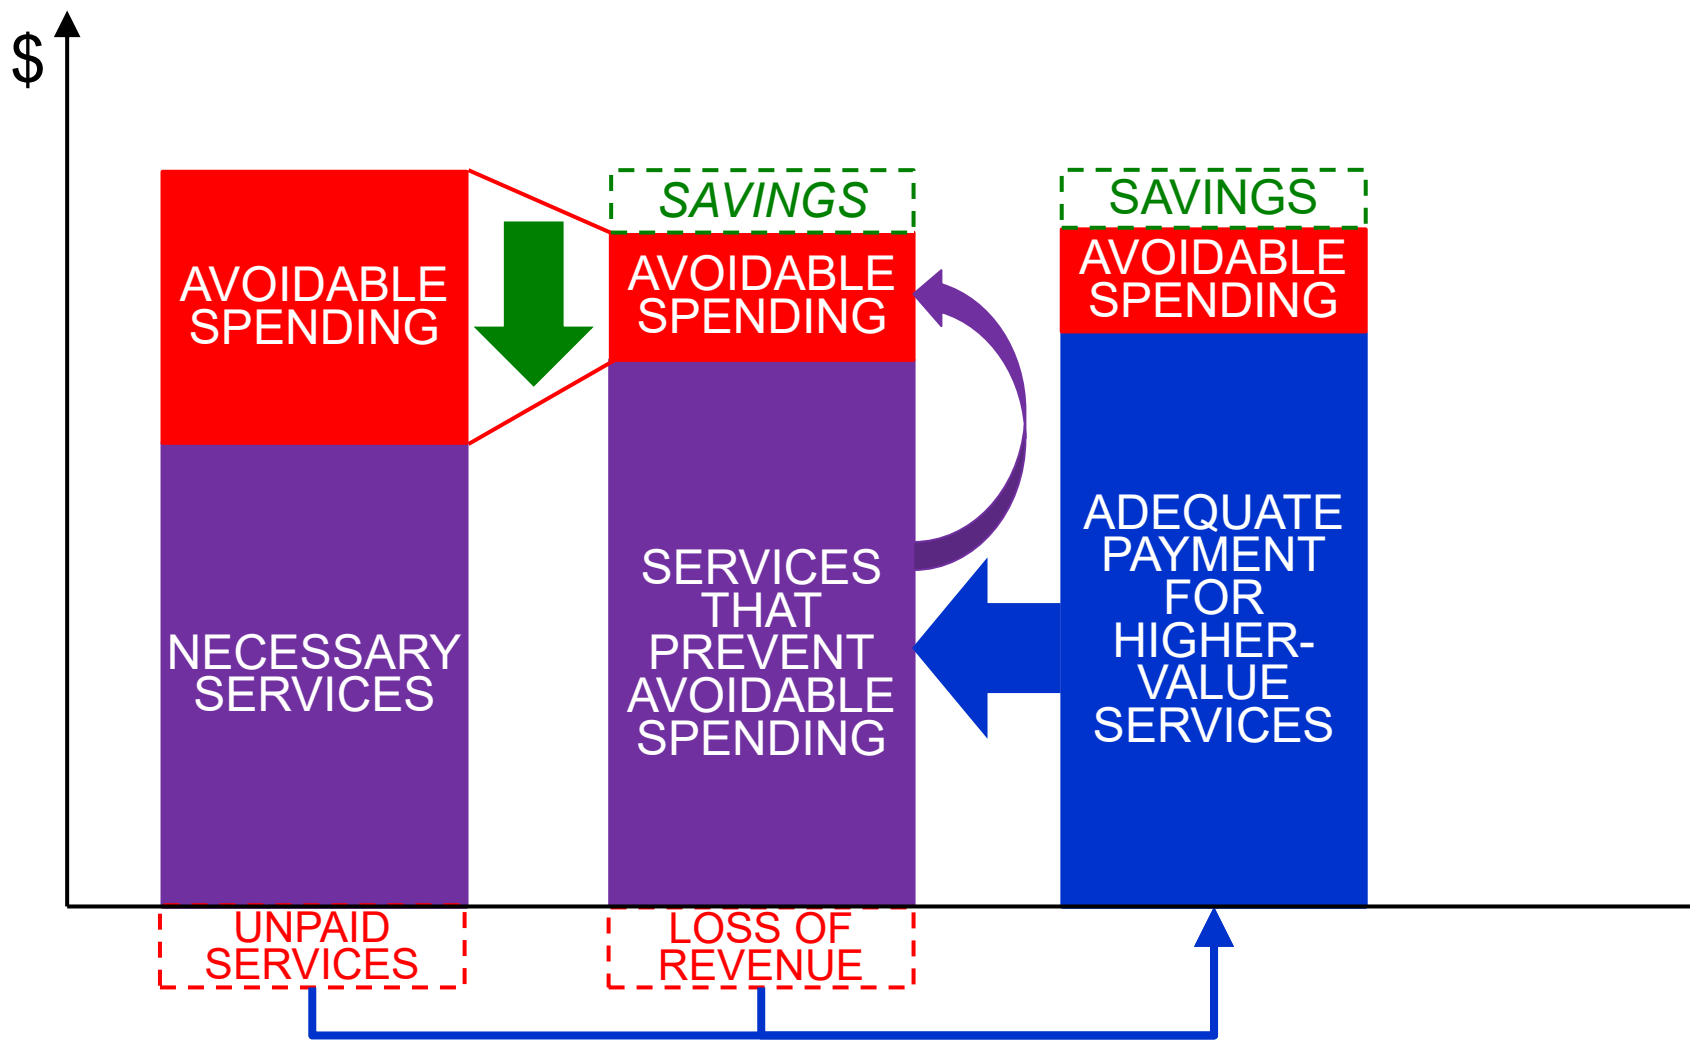 $
AVOIDABLE
SPENDING
NECESSARY
SERVICES
UNPAID
SERVICES
SAVINGS
AVOIDABLE
SPENDING
SERVICES
THAT
PREVENT
AVOIDABLE
SPENDING
LOSS OF
REVENUE
SAVINGS
AVOIDABLE
SPENDING
ADEQUATE
PAYMENT
FOR
HIGHER-
VALUE
SERVICES